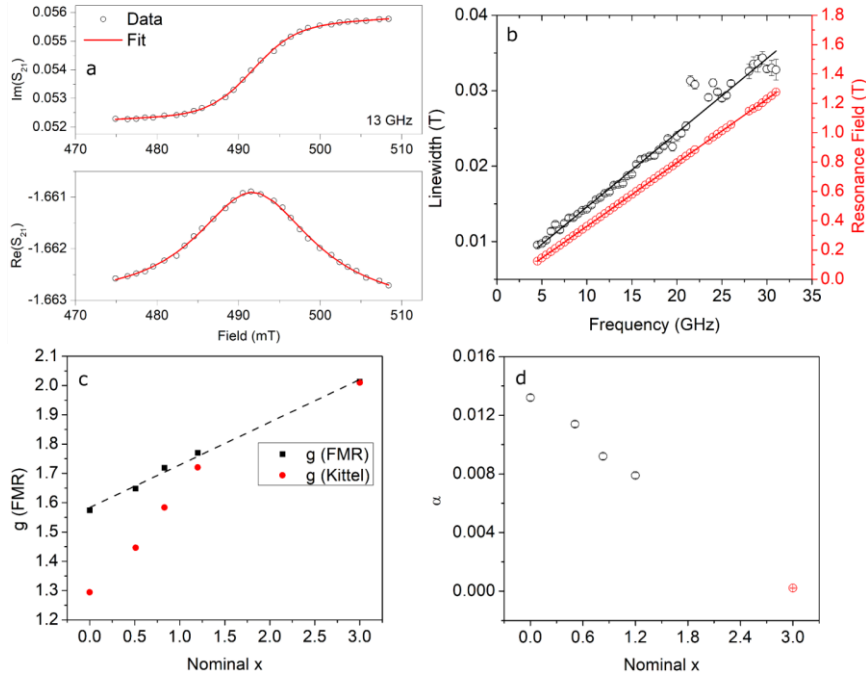 a
Data
Fit
13 GHz
Im(S21)
0.056
0.055
0.053
0.052
470 480 490 500 510
Re(S21)
-1.661
-1.662
-1.663
470 480 490 500 510
Field (mT)
b
Linewidth (T)
0.04
0.03
0.02
0.01
0 5 10 15 20 25 30 35
Frequency (GHz)
Resonance Field (T)
1.8
1.6
1.4
1.2
1.0
0.8
0.6
0.4
0.2
0.0
c
g (FMR)
2.1
2.0
1.9
1.8
1.7
1.6
1.5
1.4
1.3
1.2
g (FMR)
g (Kittel)
0.0 0.5 1.0 1.5 2.0 2.5 3.0
Nominal x
d
α
0.016
0.012
0.008
0.004
0.000
0.0 0.6 1.2 1.8 2.4 3.0
Nominal x